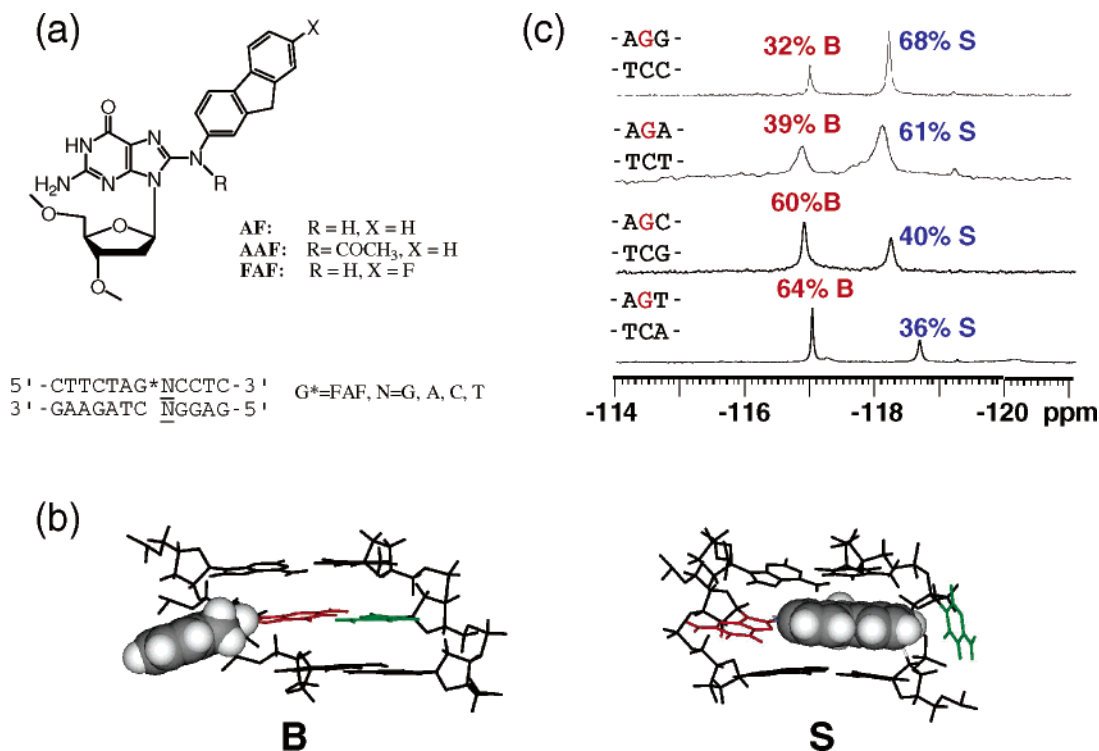 (a)
X
O
N
HN
H2N
N
N
N
R
O
O
O
AF: R = H, X = H
AAF: R= COCH3, X = H
FAF: R = H, X = F
5'-CTTCTAG*NCCTC-3'
3'-GAAGATC NGGAG-5'
G*=FAF, N=G, A, C, T
(c)
-AGG-
-TCC-
32% B
68% S
-AGA-
-TCT-
39% B
61% S
-AGC-
-TCG-
60%B
40% S
-AGT-
-TCA-
64% B
36% S
-114 -116 -118 -120 ppm
(b)
B
S